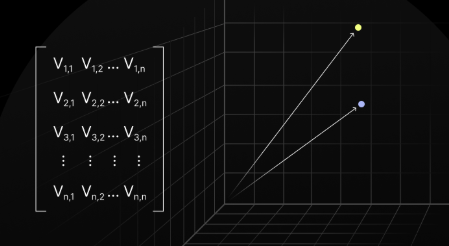 V1,1 V1,2 ... V1,n
V2,1 V2,2 ... V2,n
V3,1 V3,2 ... V3,n
⋮ ⋮ ⋮ ⋮
Vn,1 Vn,2 ... Vn,n